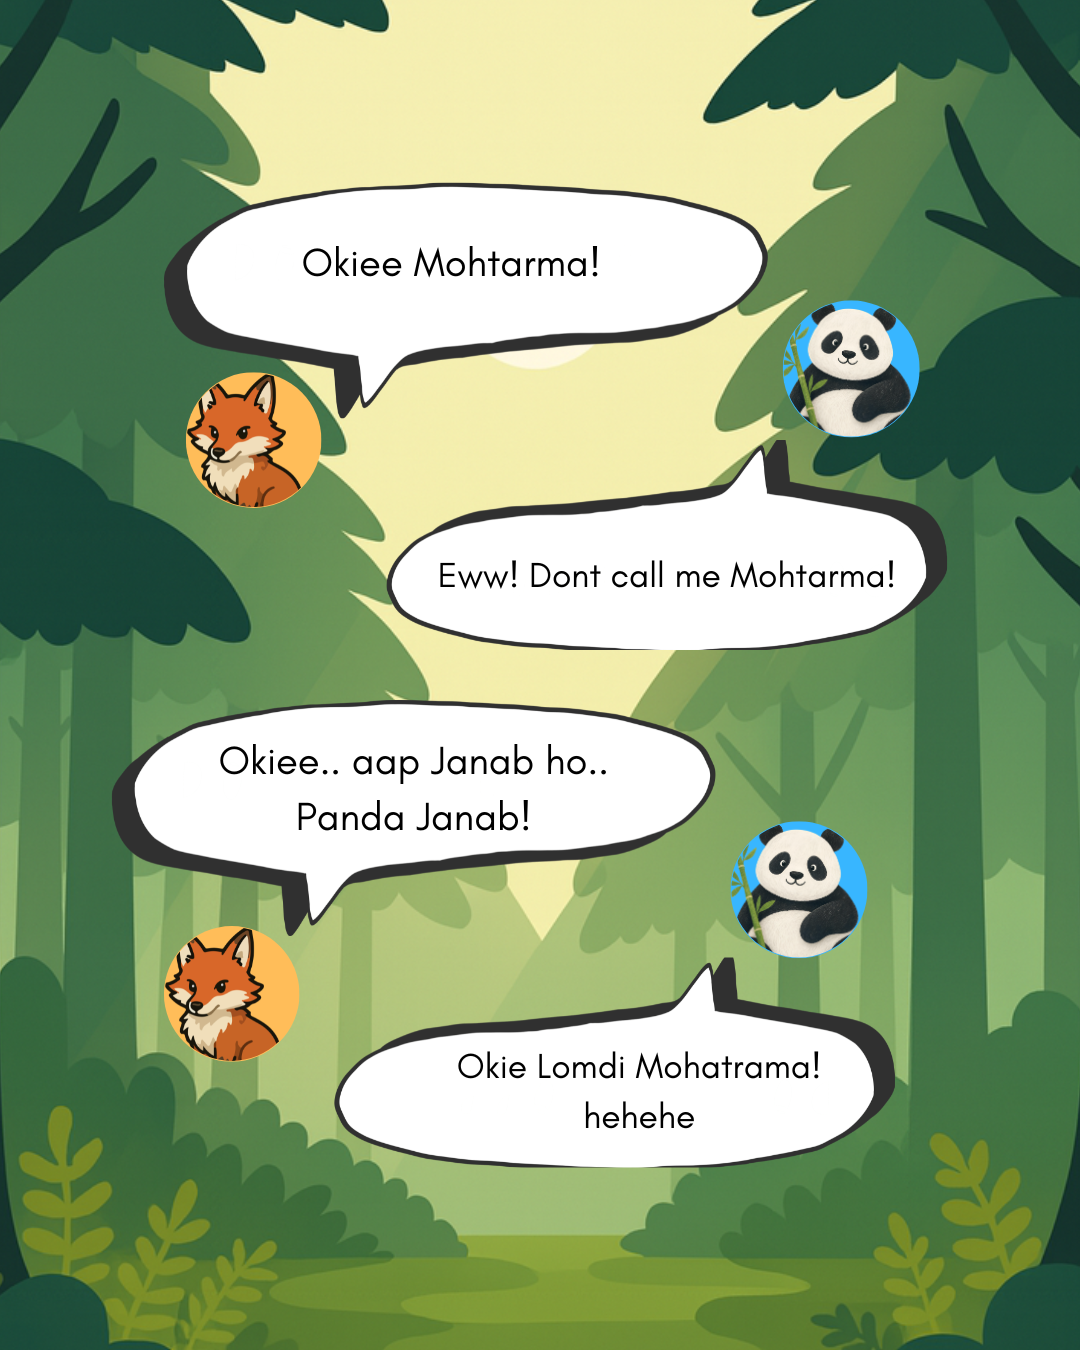 Okiee Mohtarma!
Eww! Dont call me Mohtarma!
Okiee.. aap Janab ho..
Panda Janab!
Okie Lomdi Mohatrama!
hehehe